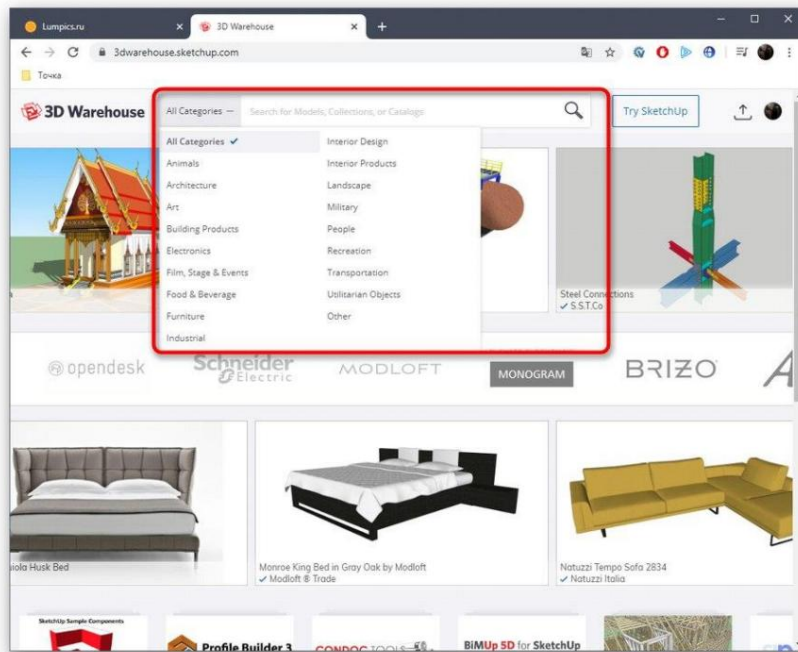 Lumpics.ru
3D Warehouse
3dwarehouse.sketchup.com
Точка
3D Warehouse
All Categories
Search for Models, Collections, or Catalogs
Try SketchUp
All Categories
Animals
Architecture
Art
Building Products
Electronics
Film, Stage & Events
Food & Beverage
Furniture
Industrial
Interior Design
Interior Products
Landscape
Military
People
Recreation
Transportation
Utilitarian Objects
Other
Steel Connections
S.S.T.Co
opendesk
Schneider
Electric
MODLOFT
MONOGRAM
BRIZO
Husk Bed
Monroe King Bed in Gray Oak by Modloft
Modloft ® Trade
Natuzzi Tempo Sofa 2834
Natuzzi Italia
SketchUp Sample Components
Profile Builder 3
BiMUp 5D for SketchUp